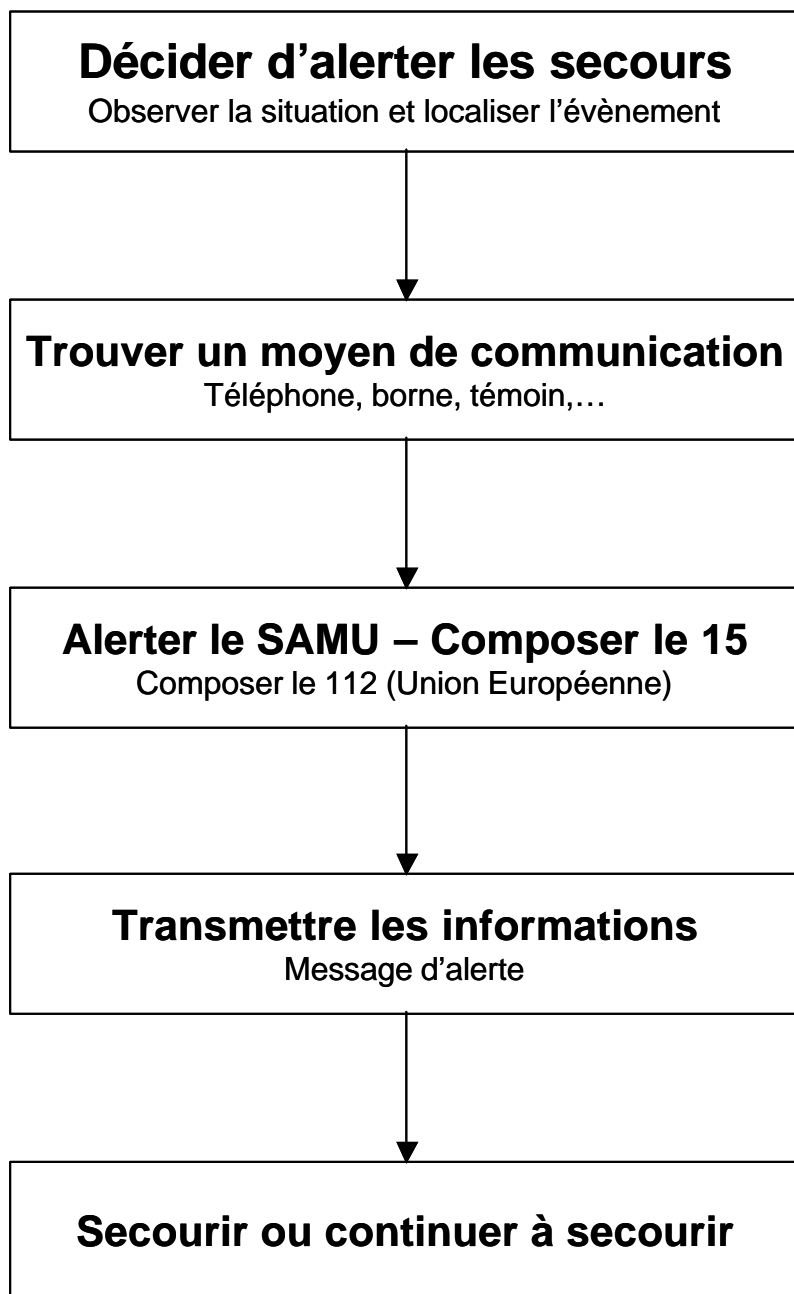 Décider d’alerter les secours
Observer la situation et localiser l’évènement
Trouver un moyen de communication
Téléphone, borne, témoin,…
Alerter le SAMU – Composer le 15
Composer le 112 (Union Européenne)
Transmettre les informations
Message d’alerte
Secourir ou continuer à secourir